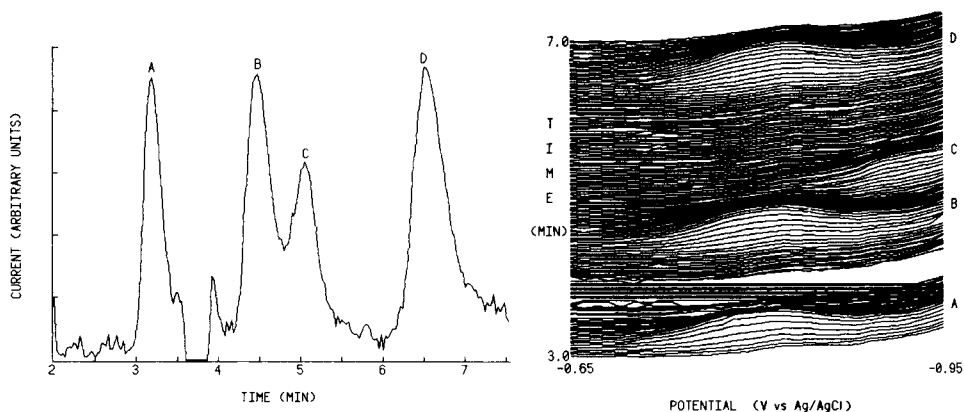 CURRENT (ARBITRARY UNITS)
A
B
C
D
2 3 4 5 6 7
TIME (MIN)
7.0
T
I
M
E
(MIN)
3.0
D
C
B
A
-0.65 -0.95
POTENTIAL (V vs Ag/AgCl)